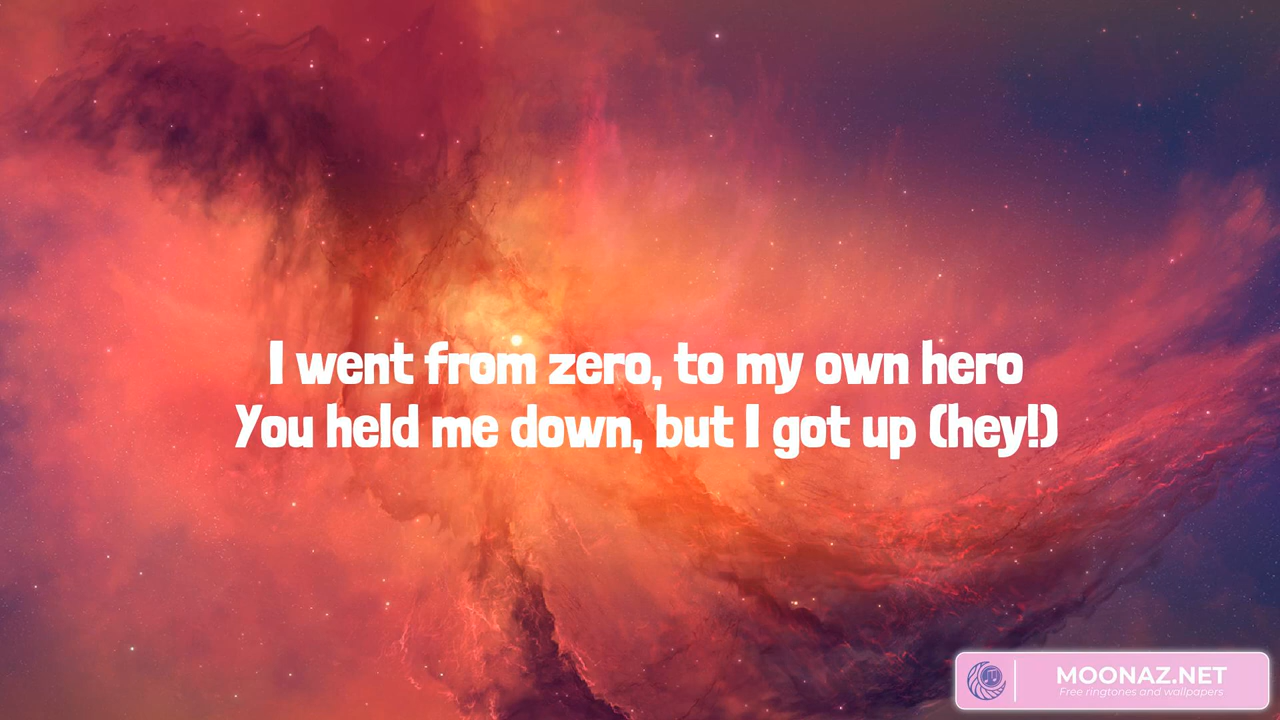 I went from zero, to my own hero
You held me down, but I got up (hey!)
MOONAZ.NET
Free ringtones and wallpapers